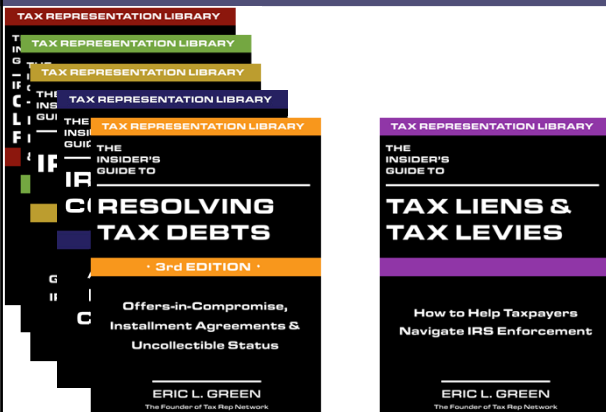 TAX REPRESENTATION LIBRARY
TAX REPRESENTATION LIBRARY
TAX REPRESENTATION LIBRARY
THE
TAX REPRESENTATION LIBRARY
THE
TAX REPRESENTATION LIBRARY
THE
INSIDER'S
GUIDE TO
RESOLVING
TAX DEBTS
· 3rd EDITION ·
Offers-in-Compromise,
Installment Agreements &
Uncollectible Status
ERIC L. GREEN
The Founder of Tax Rep Network
TAX REPRESENTATION LIBRARY
THE
INSIDER'S
GUIDE TO
TAX LIENS &
TAX LEVIES
How to Help Taxpayers
Navigate IRS Enforcement
ERIC L. GREEN
The Founder of Tax Rep Network